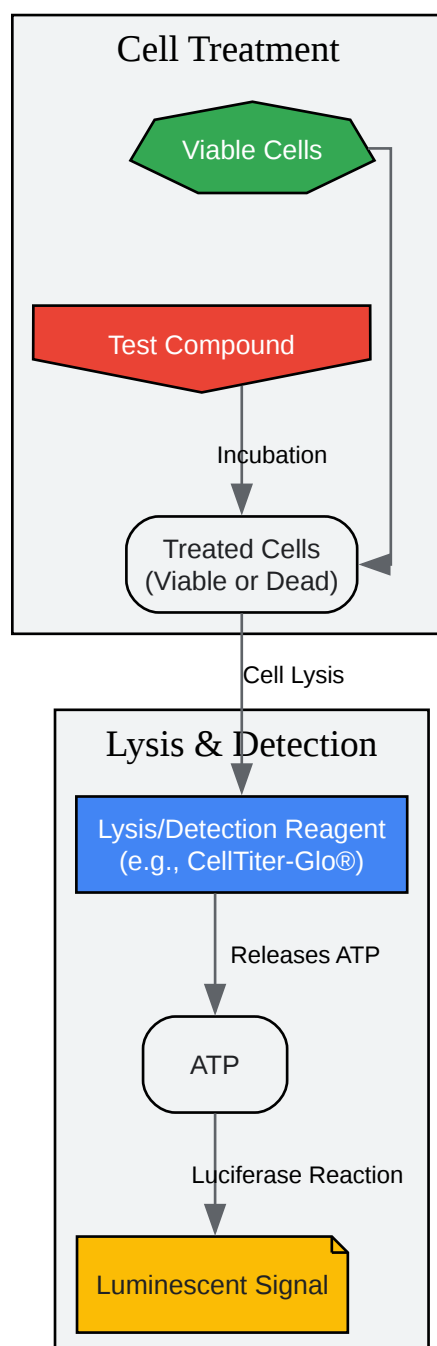 Cell Treatment
Viable Cells
Test Compound
Incubation
Treated Cells
(Viable or Dead)
Cell Lysis
Lysis & Detection
Lysis/Detection Reagent
(e.g., CellTiter-Glo®)
Releases ATP
ATP
Luciferase Reaction
Luminescent Signal